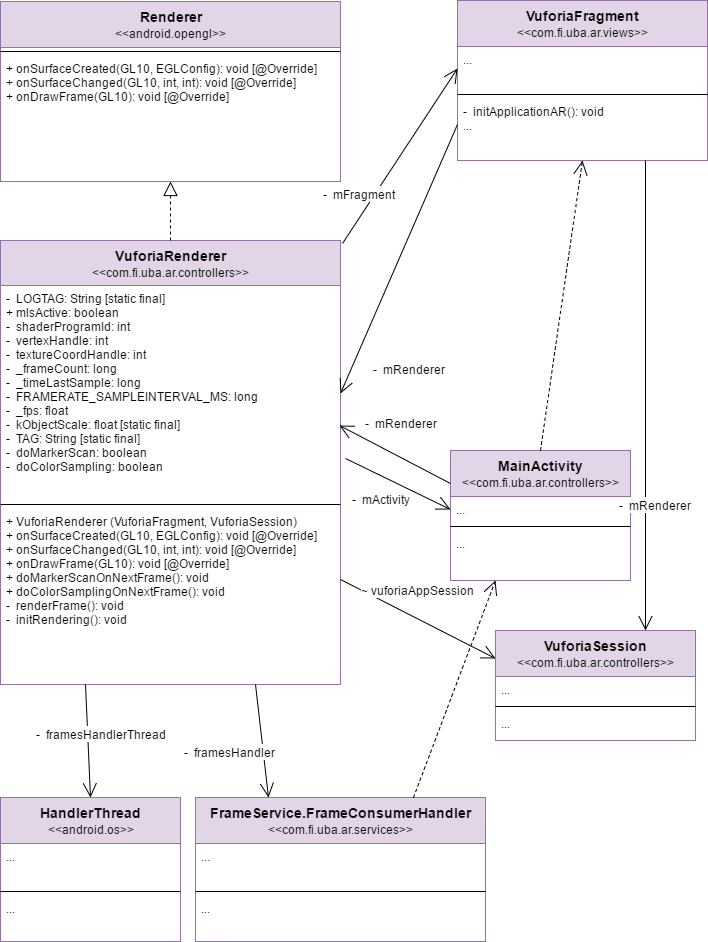 Renderer
<<android.opengl>>
+ onSurfaceCreated(GL10, EGLConfig): void [@Override]
+ onSurfaceChanged(GL10, int, int): void [@Override]
+ onDrawFrame(GL10): void [@Override]
VuforiaFragment
<<com.fi.uba.ar.views>>
...
- initApplicationAR(): void
...
- mFragment
VuforiaRenderer
<<com.fi.uba.ar.controllers>>
- LOGTAG: String [static final]
+ mIsActive: boolean
- shaderProgramId: int
- vertexHandle: int
- textureCoordHandle: int
- _frameCount: long
- _timeLastSample: long
- FRAMERATE_SAMPLEINTERVAL_MS: long
- _fps: float
- kObjectScale: float [static final]
- TAG: String [static final]
- doMarkerScan: boolean
- doColorSampling: boolean
+ VuforiaRenderer (VuforiaFragment, VuforiaSession)
+ onSurfaceCreated(GL10, EGLConfig): void [@Override]
+ onSurfaceChanged(GL10, int, int): void [@Override]
+ onDrawFrame(GL10): void [@Override]
+ doMarkerScanOnNextFrame(): void
+ doColorSamplingOnNextFrame(): void
- renderFrame(): void
- initRendering(): void
- mRenderer
- mRenderer
MainActivity
<<com.fi.uba.ar.controllers>>
...
...
- mActivity
- mRenderer
~ vuforiaAppSession
VuforiaSession
<<com.fi.uba.ar.controllers>>
...
...
- framesHandlerThread
- framesHandler
HandlerThread
<<android.os>>
...
...
FrameService.FrameConsumerHandler
<<com.fi.uba.ar.services>>
...
...